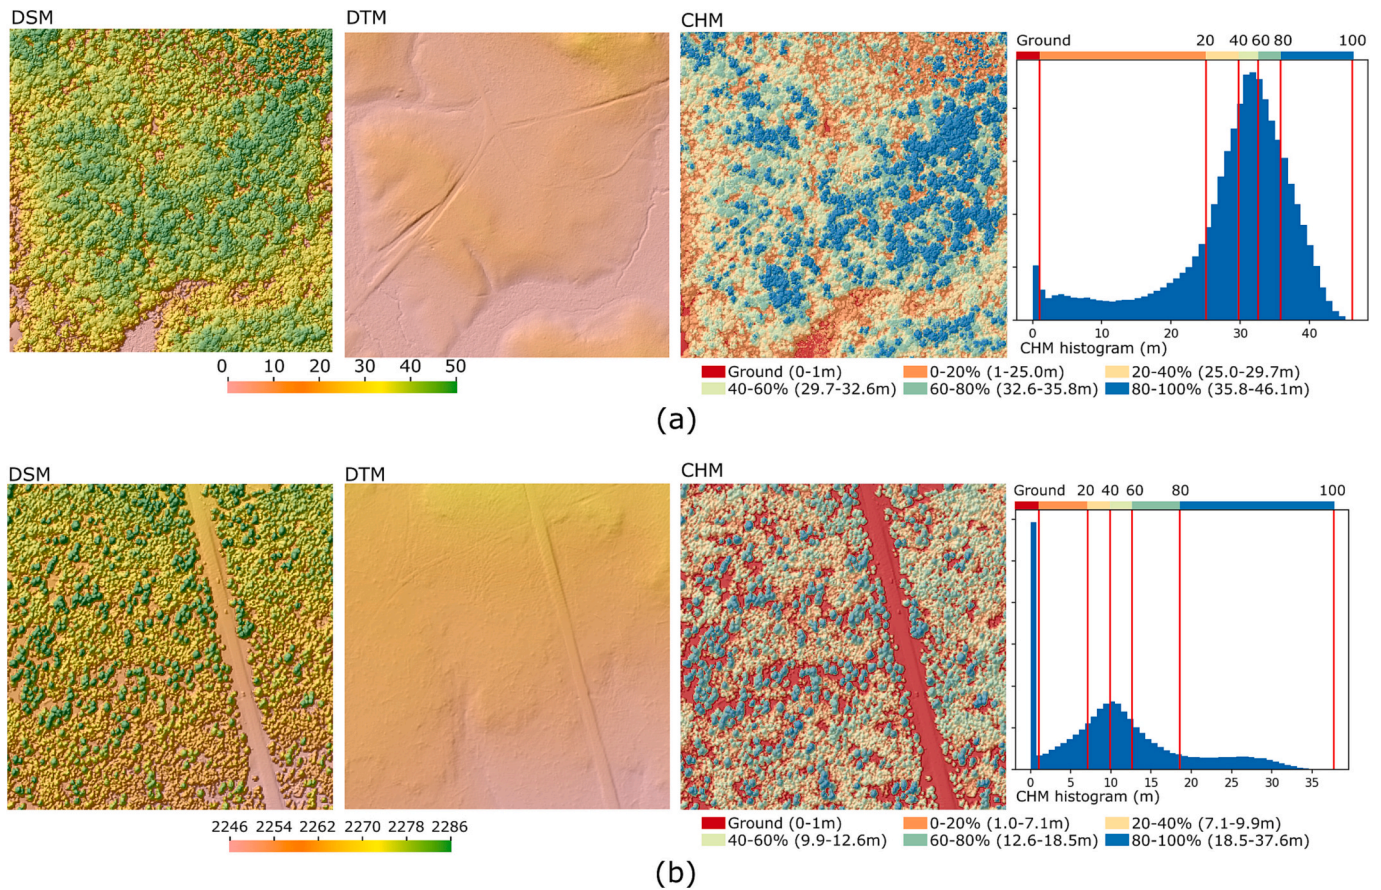 DSM
DTM
CHM
Ground 20 40 60 80 100
0 10 20 30 40
CHM histogram (m)
0 10 20 30 40 50
Ground (0-1m) 0-20% (1-25.0m) 20-40% (25.0-29.7m)
40-60% (29.7-32.6m) 60-80% (32.6-35.8m) 80-100% (35.8-46.1m)
(a)
DSM
DTM
CHM
Ground 20 40 60 80 100
0 5 10 15 20 25 30 35
CHM histogram (m)
2246 2254 2262 2270 2278 2286
Ground (0-1m) 0-20% (1.0-7.1m) 20-40% (7.1-9.9m)
40-60% (9.9-12.6m) 60-80% (12.6-18.5m) 80-100% (18.5-37.6m)
(b)